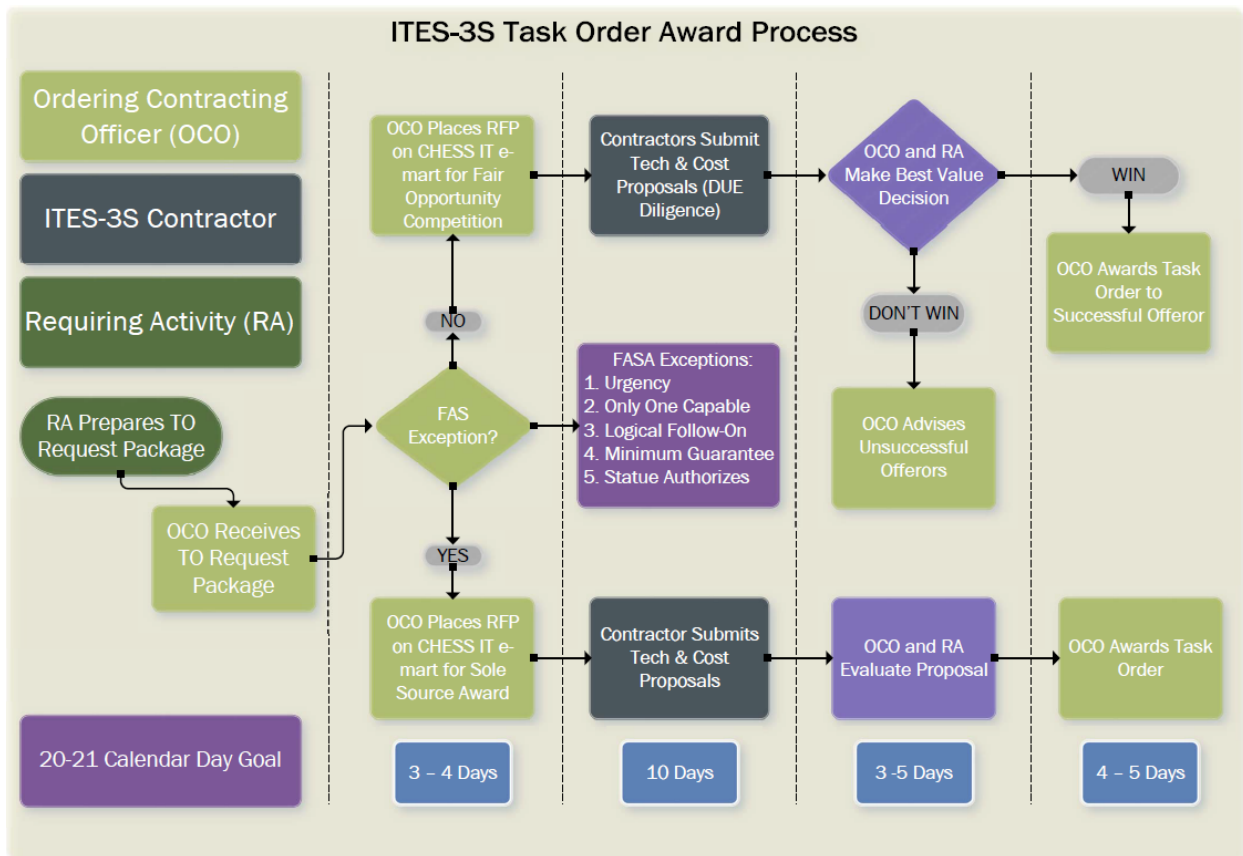 ITES-3S Task Order Award Process
Ordering Contracting
Officer (OCO)
ITES-3S Contractor
Requiring Activity (RA)
RA Prepares TO
Request Package
OCO Receives
TO Request
Package
20-21 Calendar Day Goal
OCO Places RFP
on CHESS IT e-
mart for Fair
Opportunity
Competition
NO
FAS
Exception?
YES
OCO Places RFP
on CHESS IT e-
mart for Sole
Source Award
3 – 4 Days
Contractors Submit
Tech & Cost
Proposals (DUE
Diligence)
FASA Exceptions:
1. Urgency
2. Only One Capable
3. Logical Follow-On
4. Minimum Guarantee
5. Statue Authorizes
Contractor Submits
Tech & Cost
Proposals
10 Days
OCO and RA
Make Best Value
Decision
DON'T WIN
OCO Advises
Unsuccessful
Offerors
OCO and RA
Evaluate Proposal
3 -5 Days
WIN
OCO Awards Task
Order to
Successful Offeror
OCO Awards Task
Order
4 – 5 Days